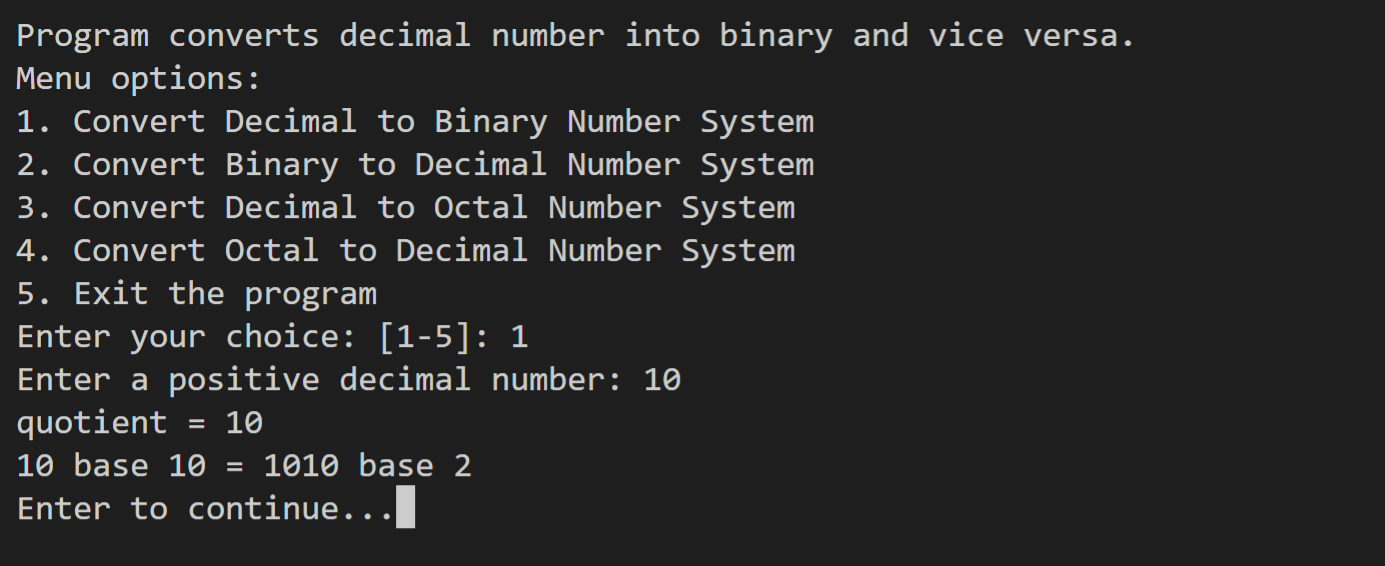 Program converts decimal number into binary and vice versa.
Menu options:
1. Convert Decimal to Binary Number System
2. Convert Binary to Decimal Number System
3. Convert Decimal to Octal Number System
4. Convert Octal to Decimal Number System
5. Exit the program
Enter your choice: [1-5]: 1
Enter a positive decimal number: 10
quotient = 10
10 base 10 = 1010 base 2
Enter to continue...